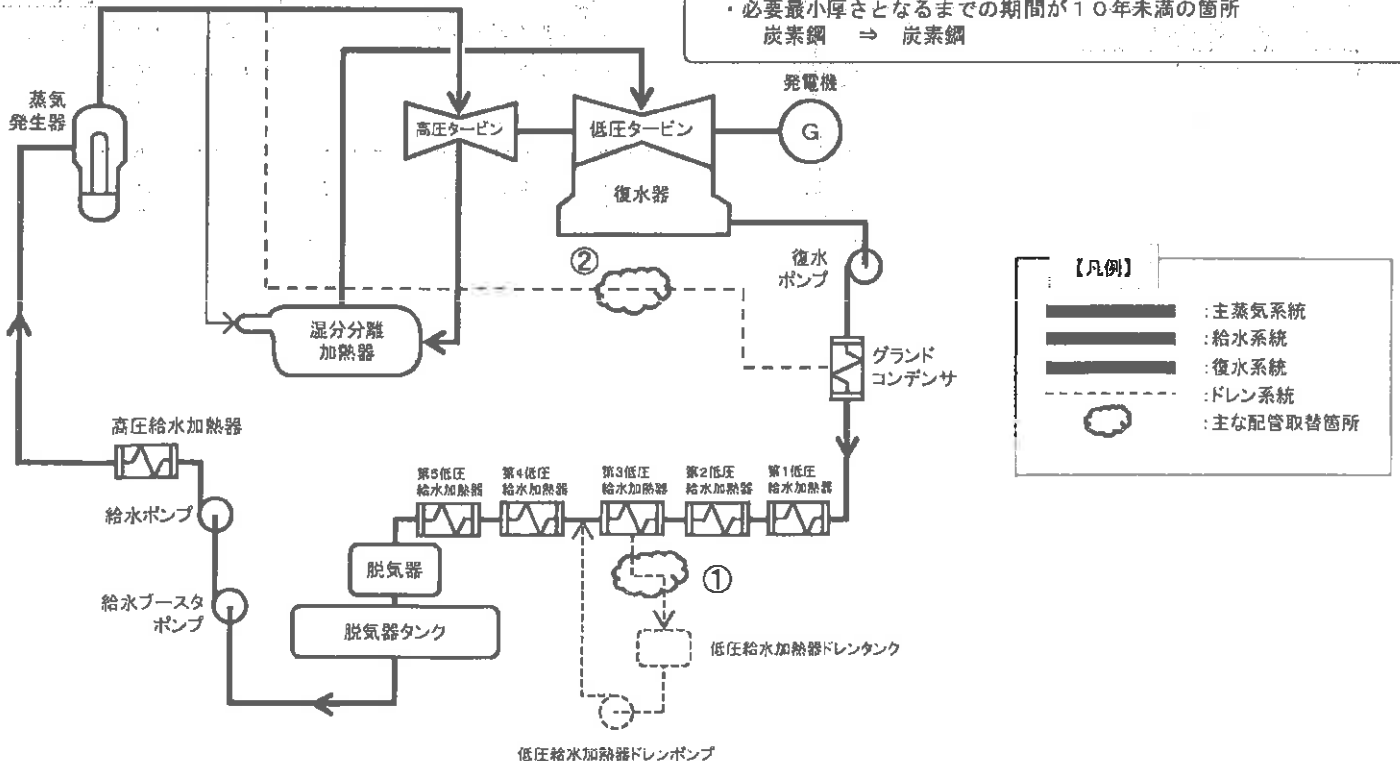 ・必要最小厚さとなるまでの期間が10年未満の箇所
炭素鋼 ⇒ 炭素鋼
発電機
G
蒸気
発生器
高圧タービン
低圧タービン
復水器
②
復水
ポンプ
湿分分離
加熱器
グランド
コンデンサ
【凡例】
:主蒸気系統
:給水系統
:復水系統
:ドレン系統
:主な配管取替箇所
高圧給水加熱器
給水ポンプ
給水ブースタ
ポンプ
第5低圧
給水加熱器
第4低圧
給水加熱器
第3低圧
給水加熱器
第2低圧
給水加熱器
第1低圧
給水加熱器
脱気器
脱気器タンク
①
低圧給水加熱器ドレンタンク
低圧給水加熱器ドレンポンプ